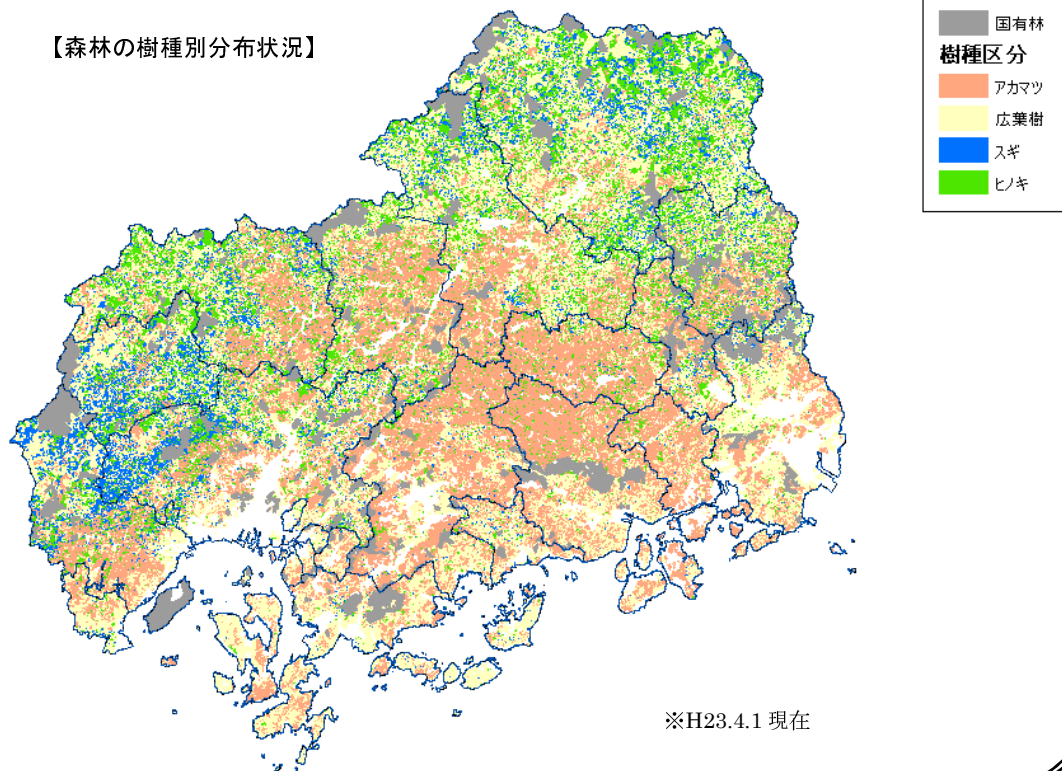 【森林の樹種別分布状況】
国有林
樹種区分
アカマツ
広葉樹
スギ
ヒノキ
※H23.4.1 現在